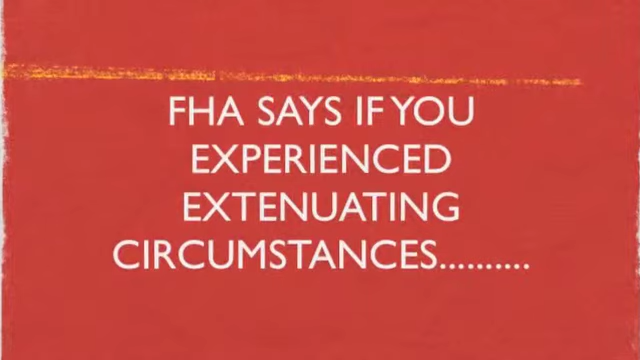 FHA SAYS IF YOU
EXPERIENCED
EXTENUATING
CIRCUMSTANCES..........